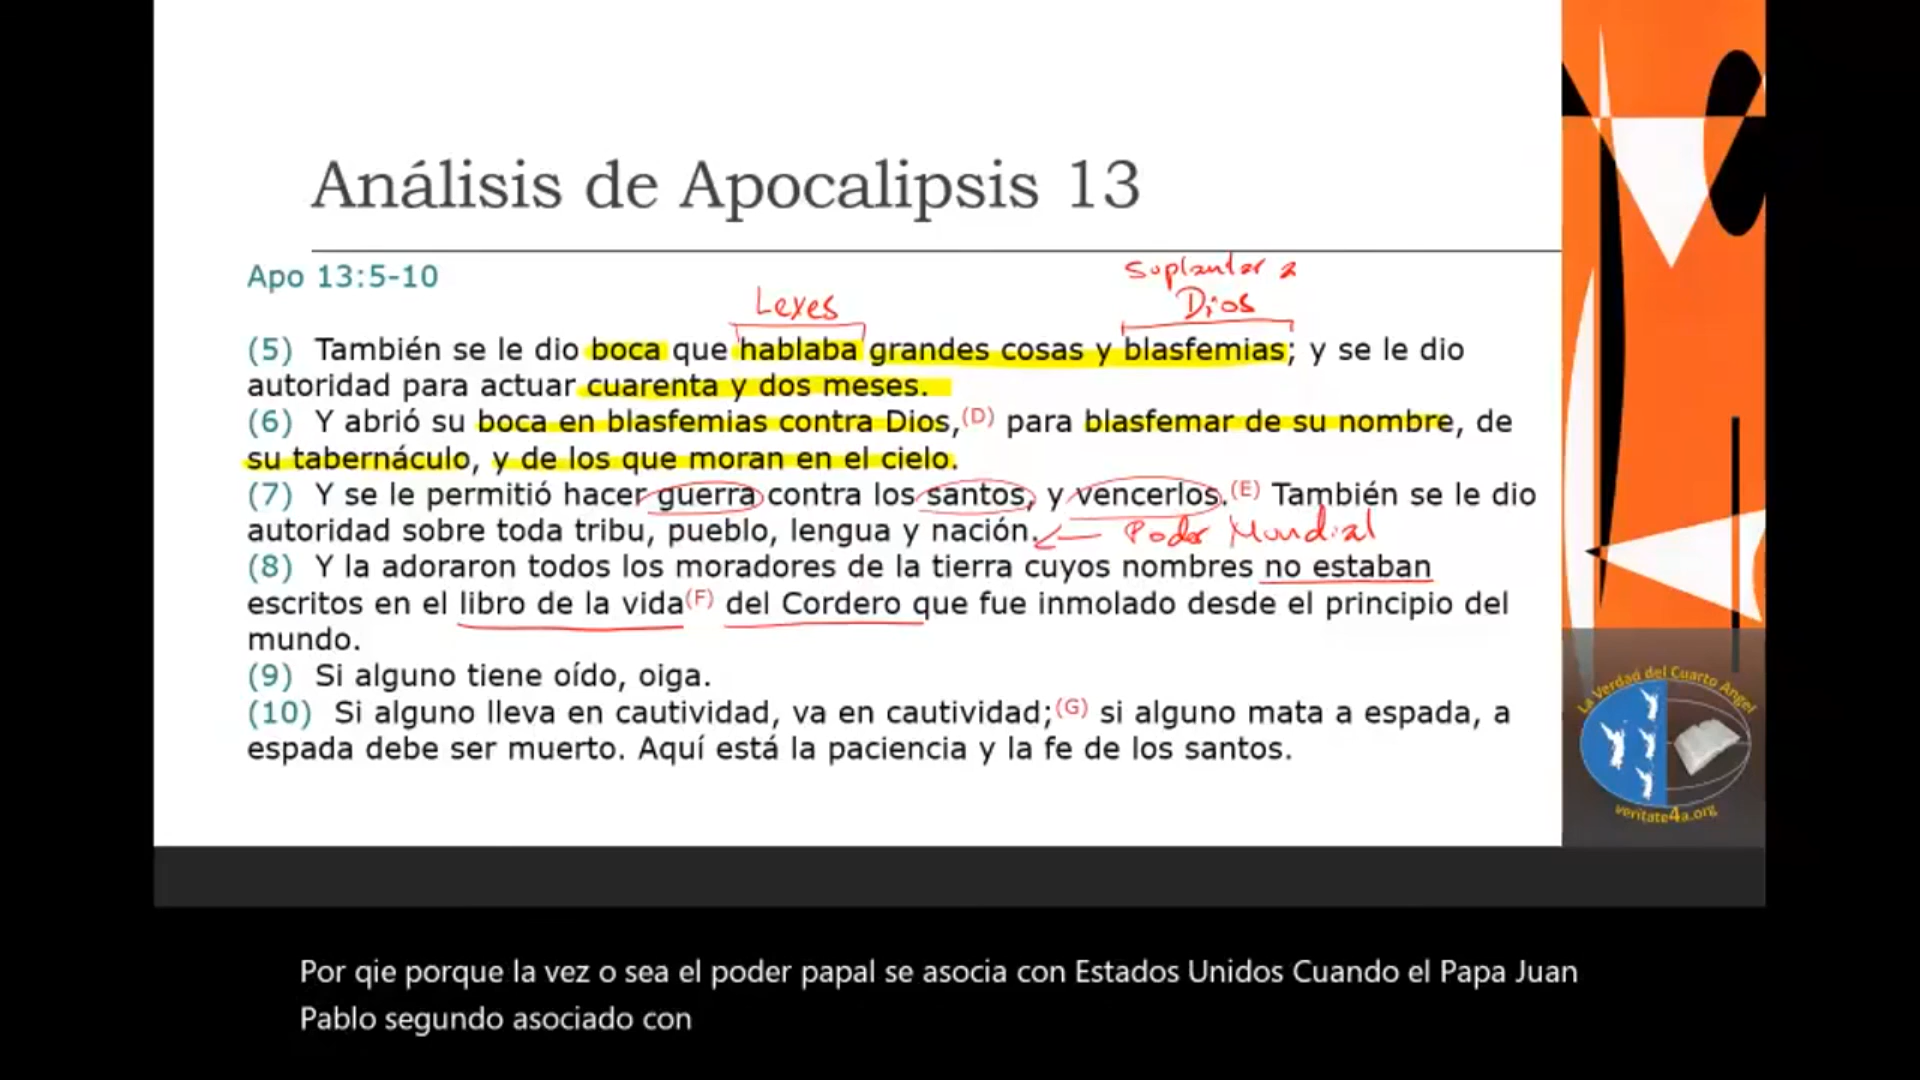 Análisis de Apocalipsis 13
Apo 13:5-10
Suplantar a
Leyes
Dios
(5) También se le dio boca que hablaba grandes cosas y blasfemias; y se le dio
autoridad para actuar cuarenta y dos meses.
(6) Y abrió su boca en blasfemias contra Dios,(D) para blasfemar de su nombre, de
su tabernáculo, y de los que moran en el cielo.
(7) Y se le permitió hacer guerra contra los santos, y vencerlos.(E) También se le dio
autoridad sobre toda tribu, pueblo, lengua y nación.
Poder Mundial
(8) Y la adoraron todos los moradores de la tierra cuyos nombres no estaban
escritos en el libro de la vida(F) del Cordero que fue inmolado desde el principio del
mundo.
(9) Si alguno tiene oído, oiga.
(10) Si alguno lleva en cautividad, va en cautividad;(G) si alguno mata a espada, a
espada debe ser muerto. Aquí está la paciencia y la fe de los santos.
La Verdad del Cuarto Angel
veritate4a.org
Por qie porque la vez o sea el poder papal se asocia con Estados Unidos Cuando el Papa Juan
Pablo segundo asociado con